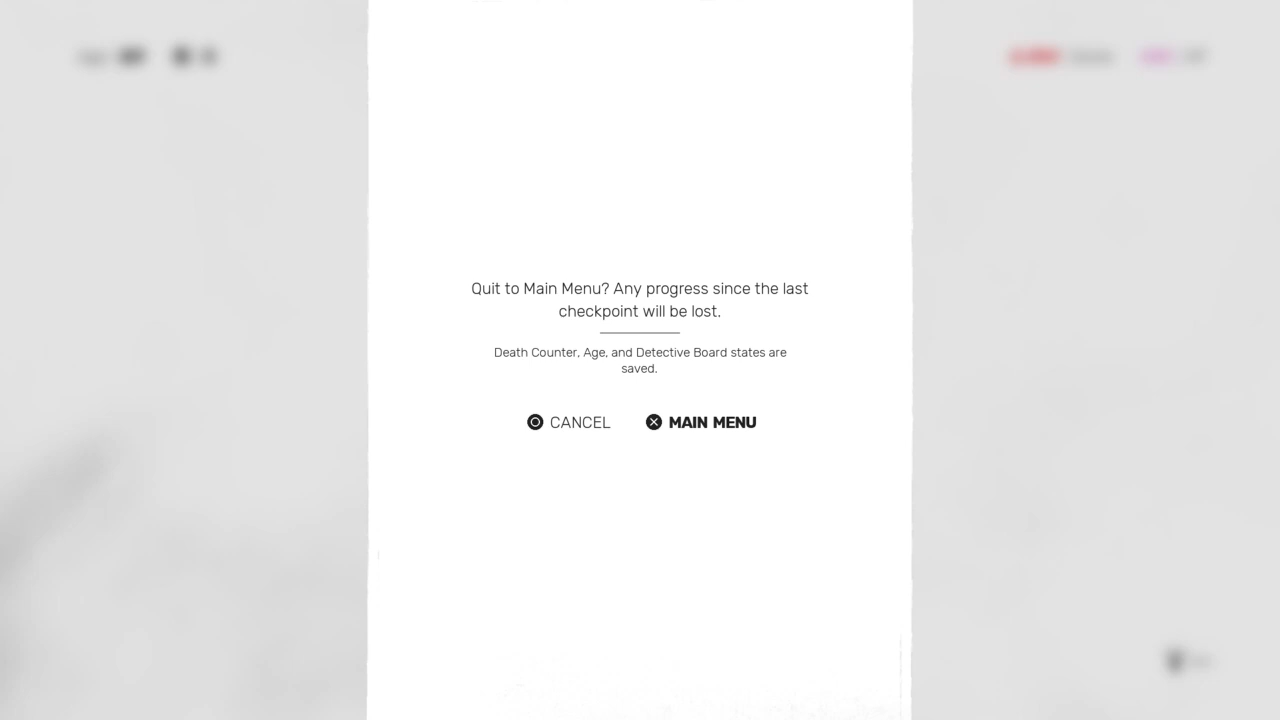 Quit to Main Menu? Any progress since the last
checkpoint will be lost.
Death Counter, Age, and Detective Board states are
saved.
CANCEL MAIN MENU